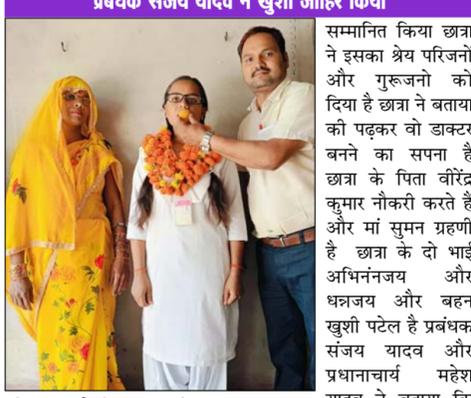 प्रबंधक संजय यादव ने खुशी जाहिर किया
सम्मानित किया छात्रा
ने इसका श्रेय परिजनों
और गुरूजनो को
दिया है छात्रा ने बताया
की पढ़कर वो डाक्टर
बनने का सपना है
छात्रा के पिता वीरेंद्र
कुमार नौकरी करते है
और मां सुमन ग्रहणी
है छात्रा के दो भाई
अभिनंनजय और
धन्नजय और बहन
खुशी पटेल है प्रबंधक
संजय यादव और
प्रधानाचार्य महेश